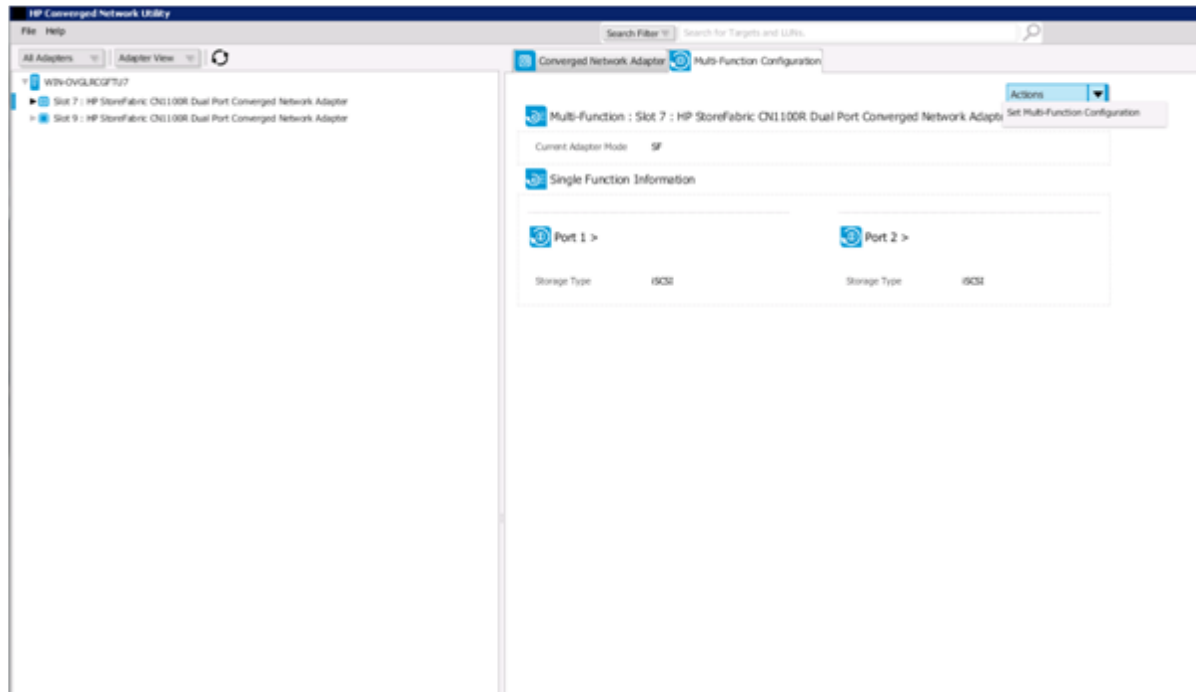 HP Converged Network Utility
File Help
Search Filter Search for Targets and LUNs.
All Adapters Adapter View
Converged Network Adapter Multi-Function Configuration
WIN-OVGLRCGFTU7
Slot 7 : HP StoreFabric CN1100R Dual Port Converged Network Adapter
Slot 9 : HP StoreFabric CN1100R Dual Port Converged Network Adapter
Actions
Set Multi-Function Configuration
Multi-Function : Slot 7 : HP StoreFabric CN1100R Dual Port Converged Network Adapt
Current Adapter Mode SF
Single Function Information
Port 1 > Port 2 >
Storage Type iSCSI Storage Type iSCSI